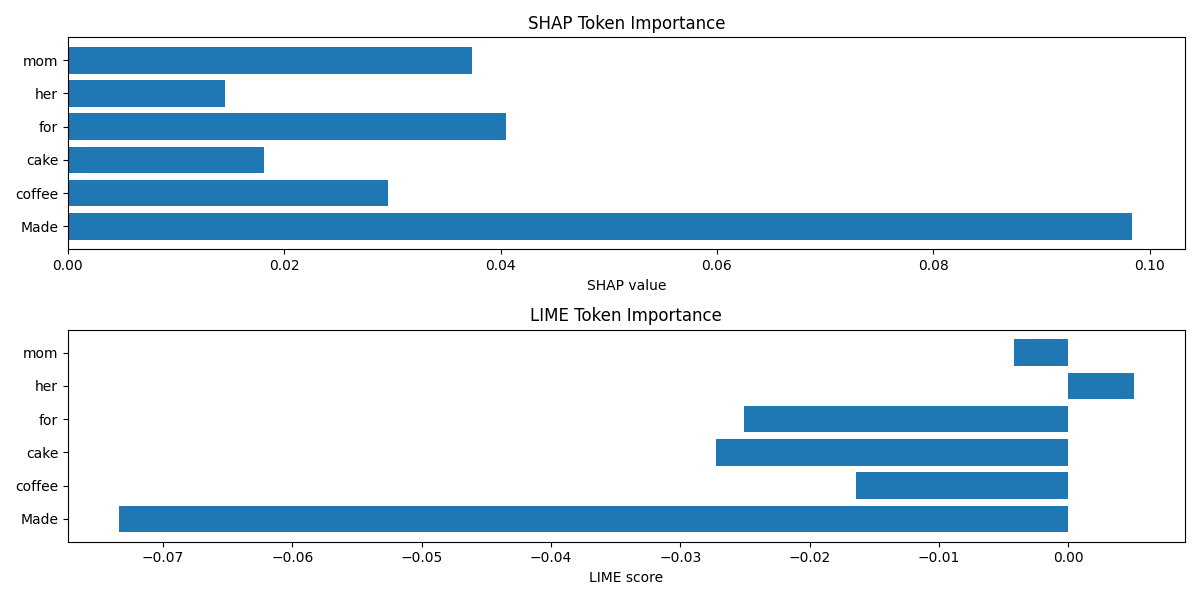 SHAP Token Importance
mom
her
for
cake
coffee
Made
0.00 0.02 0.04 0.06 0.08 0.10
SHAP value
LIME Token Importance
mom
her
for
cake
coffee
Made
−0.07 −0.06 −0.05 −0.04 −0.03 −0.02 −0.01 0.00
LIME score